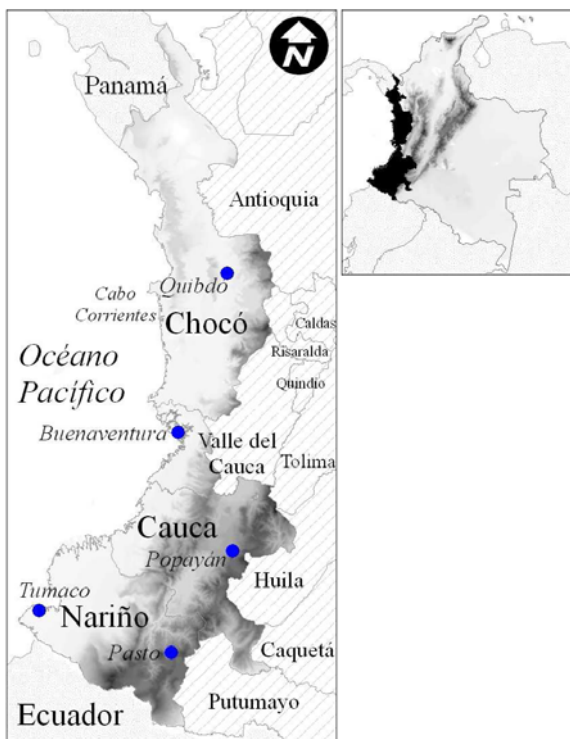 N
Panamá
Antioquia
Quibdo
Cabo
Corrientes
Chocó
Caldas
Risaralda
Quindío
Océano
Pacífico
Buenaventura
Valle del
Cauca
Tolima
Cauca
Popayán
Huila
Tumaco
Nariño
Pasto
Caquetá
Putumayo
Ecuador